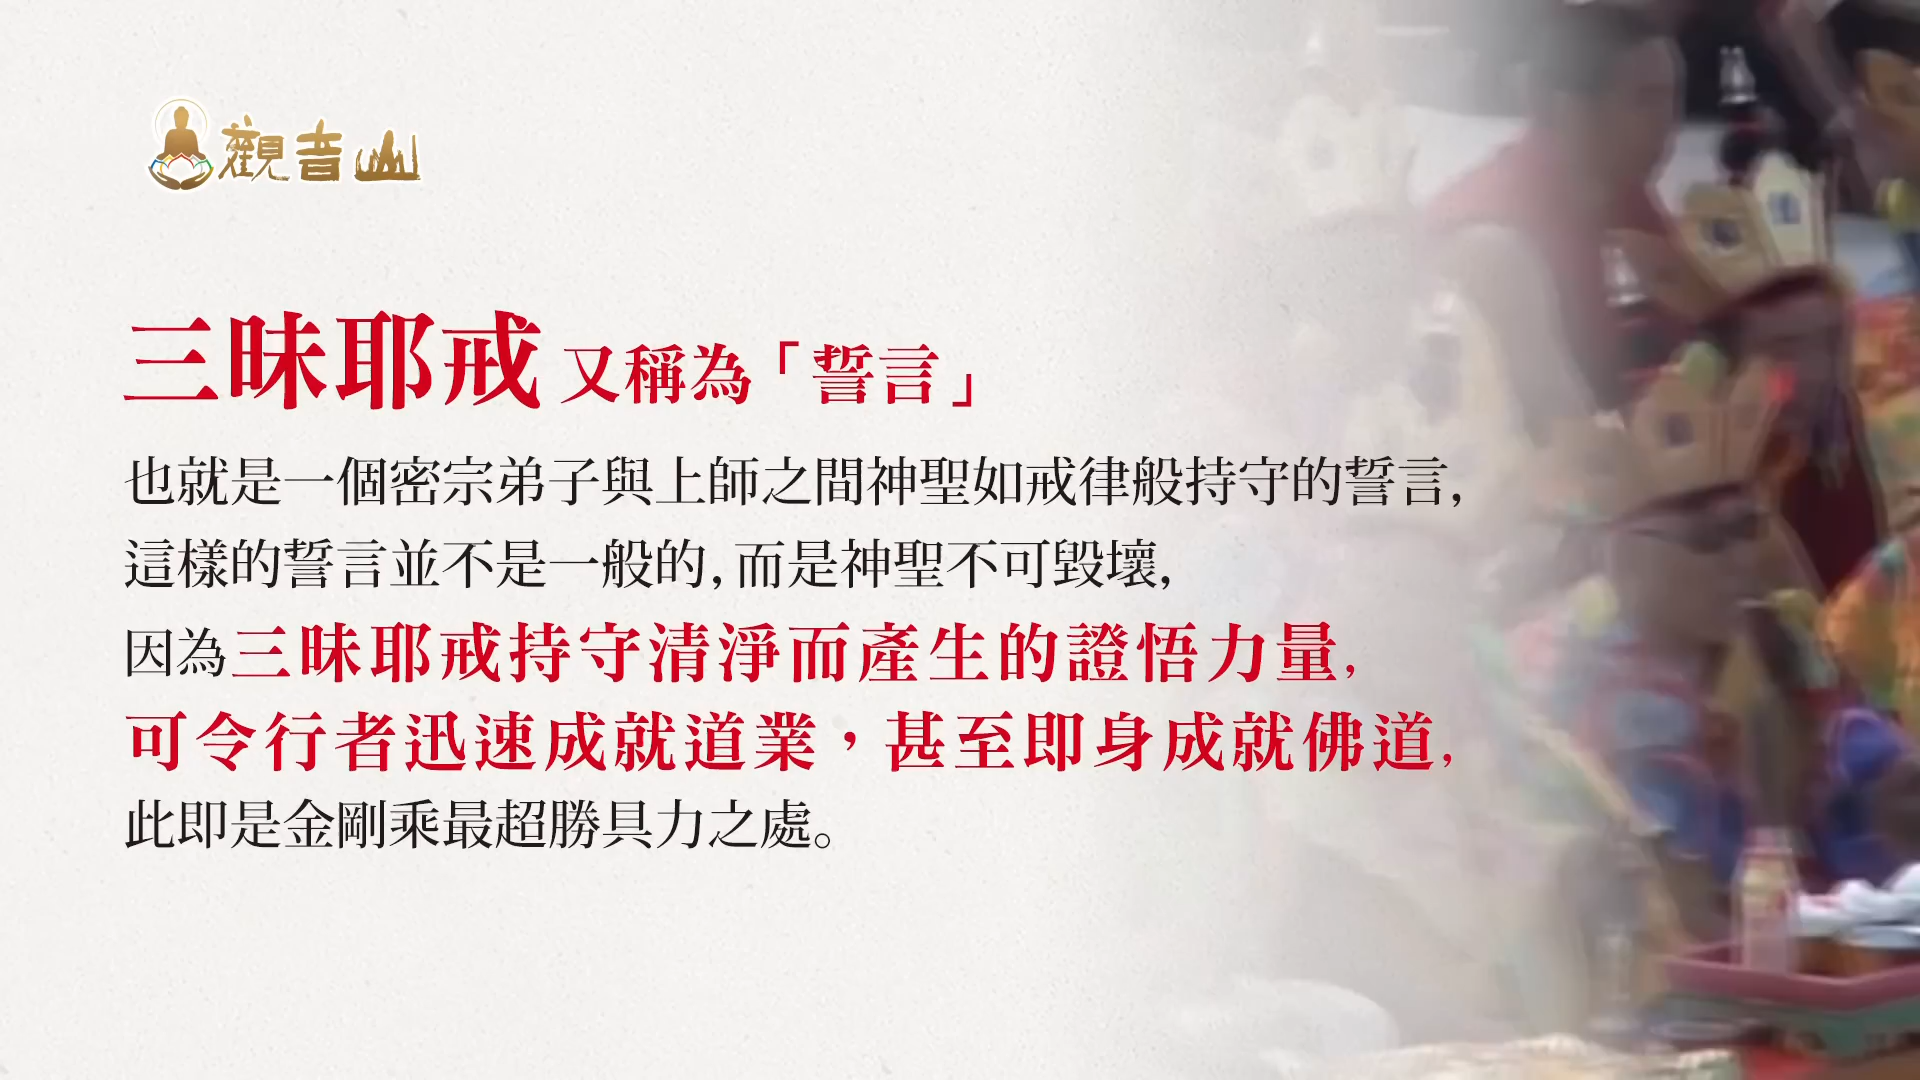 觀音山
三昧耶戒又稱為「誓言」
也就是一個密宗弟子與上師之間神聖如戒律般持守的誓言,
這樣的誓言並不是一般的,而是神聖不可毀壞,
因為三昧耶戒持守清淨而產生的證悟力量,
可令行者迅速成就道業，甚至即身成就佛道,
此即是金剛乘最超勝具力之處。